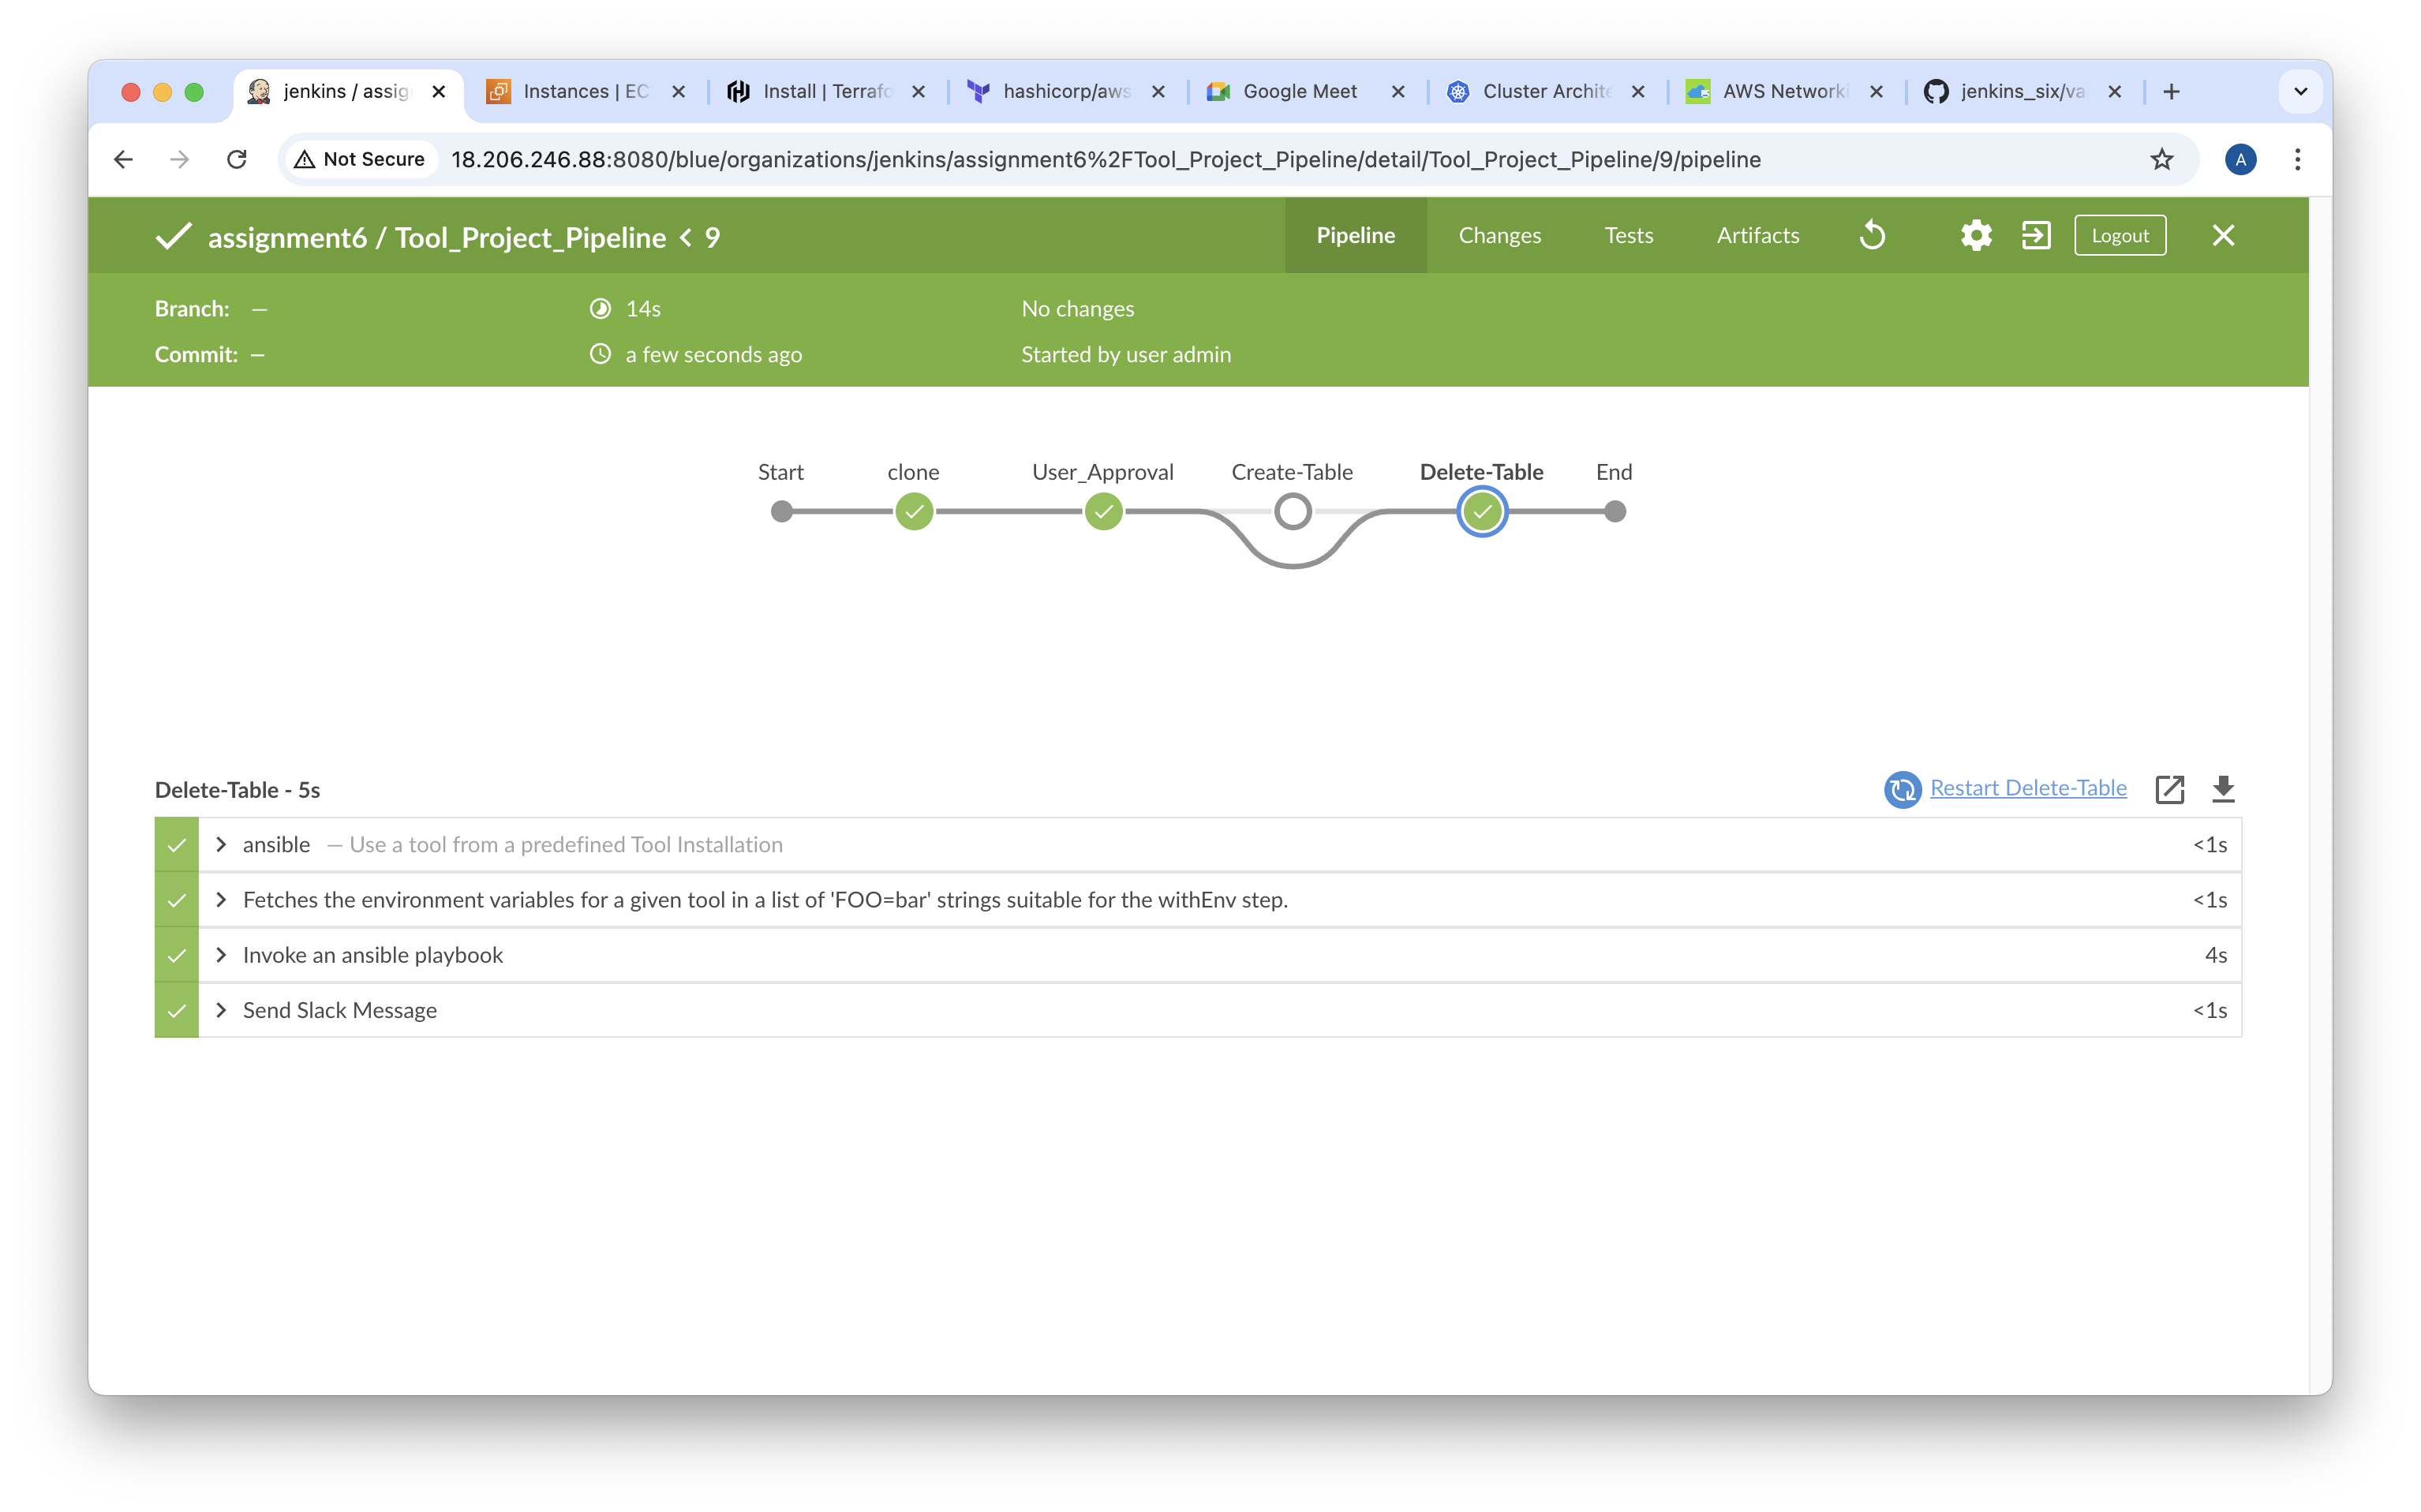 jenkins / assig
Instances | EC
Install | Terrafo
hashicorp/aws
Google Meet
Cluster Archite
AWS Network
jenkins_six/va
Not Secure
18.206.246.88:8080/blue/organizations/jenkins/assignment6%2FTool_Project_Pipeline/detail/Tool_Project_Pipeline/9/pipeline
A
assignment6 / Tool_Project_Pipeline < 9
Pipeline
Changes
Tests
Artifacts
Logout
Branch: —
14s
No changes
Commit: —
a few seconds ago
Started by user admin
Start
clone
User_Approval
Create-Table
Delete-Table
End
Delete-Table - 5s
Restart Delete-Table
ansible — Use a tool from a predefined Tool Installation
<1s
Fetches the environment variables for a given tool in a list of 'FOO=bar' strings suitable for the withEnv step.
<1s
Invoke an ansible playbook
4s
Send Slack Message
<1s